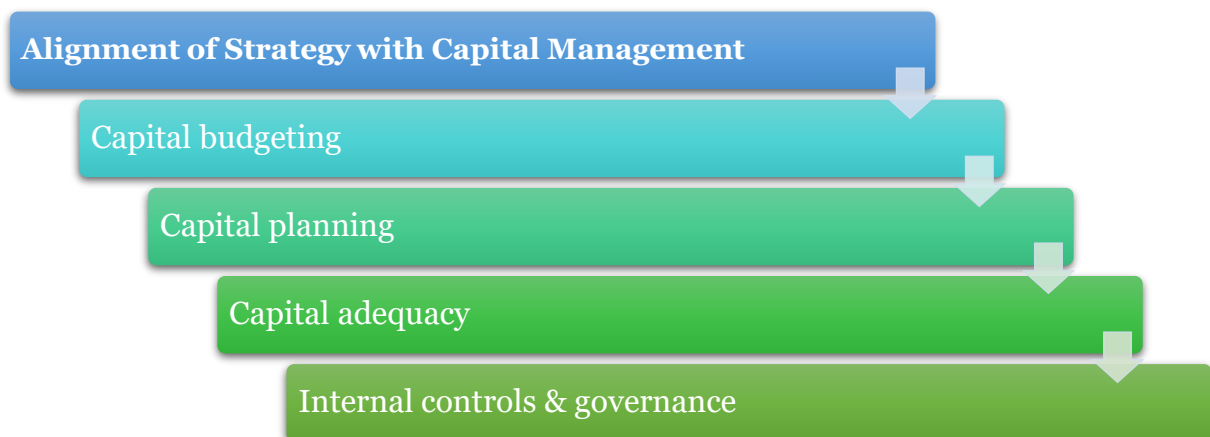 Alignment of Strategy with Capital Management
Capital budgeting
Capital planning
Capital adequacy
Internal controls & governance